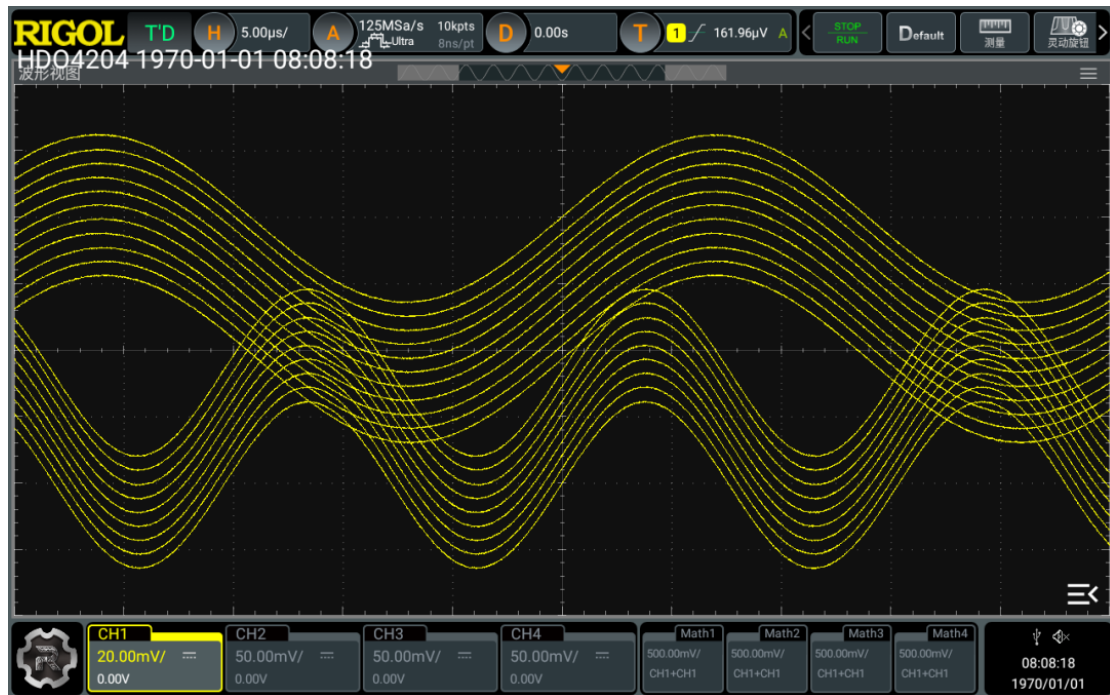 RIGOL T'D H 5.00μs/ A 125MSa/s 10kpts D 0.00s T 1 161.96μV A < STOP Default 测量 灵动旋钮 >
Ultra 8ns/pt RUN
HDO4204 1970-01-01 08:08:18
波形视图
CH1 CH2 CH3 CH4 Math1 Math2 Math3 Math4
20.00mV/ 50.00mV/ 50.00mV/ 50.00mV/ 500.00mV/ 500.00mV/ 500.00mV/ 500.00mV/
0.00V 0.00V 0.00V 0.00V CH1+CH1 CH1+CH1 CH1+CH1 CH1+CH1
08:08:18
1970/01/01